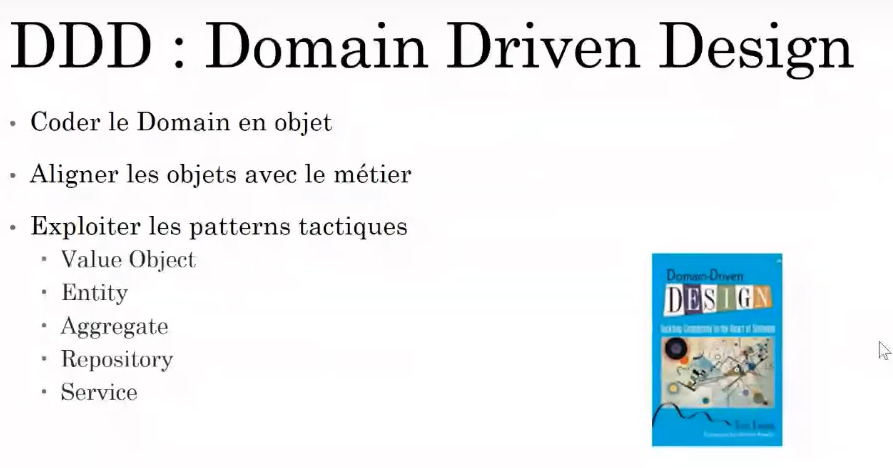 DDD : Domain Driven Design
• Coder le Domain en objet
• Aligner les objets avec le métier
• Exploiter les patterns tactiques
• Value Object
• Entity
• Aggregate
• Repository
• Service
Domain-Driven
DESIGN
Tackling Complexity in the Heart of Software
Eric Evans